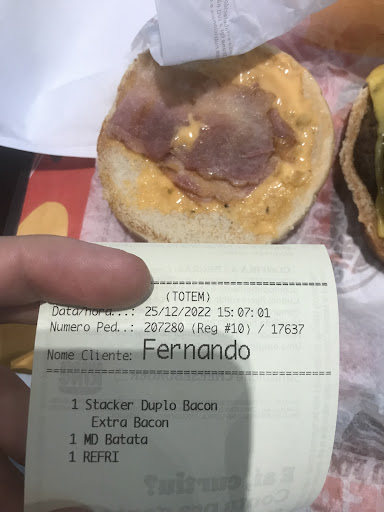 (TOTEM)
Data/hora..: 25/12/2022 15:07:01
Numero Ped..: 207280 (Reg #10) / 17637
Nome Cliente: Fernando
1 Stacker Duplo Bacon
Extra Bacon
1 MD Batata
1 REFRI